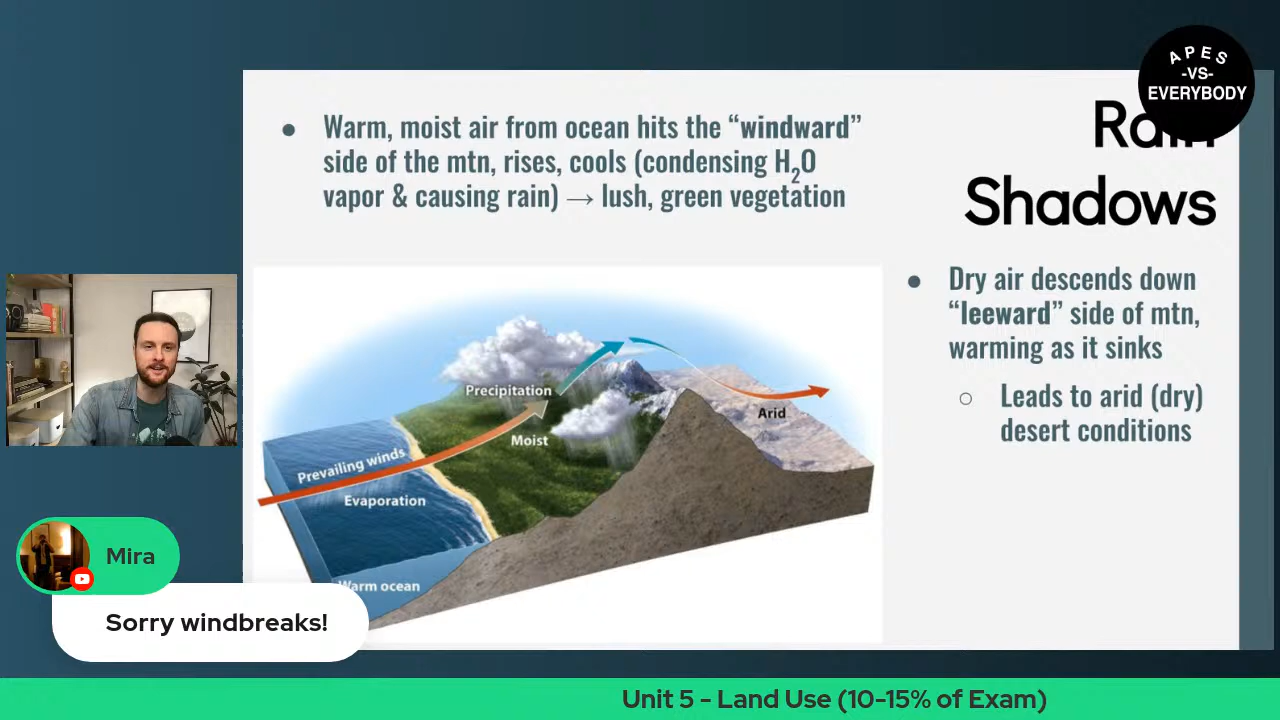 APES
-VS-
EVERYBODY
Rain
Shadows
● Warm, moist air from ocean hits the “windward”
side of the mtn, rises, cools (condensing H₂O
vapor & causing rain) → lush, green vegetation
● Dry air descends down
“leeward” side of mtn,
warming as it sinks
○ Leads to arid (dry)
desert conditions
Precipitation
Moist
Arid
Prevailing winds
Evaporation
Warm ocean
Mira
Sorry windbreaks!
Unit 5 - Land Use (10-15% of Exam)